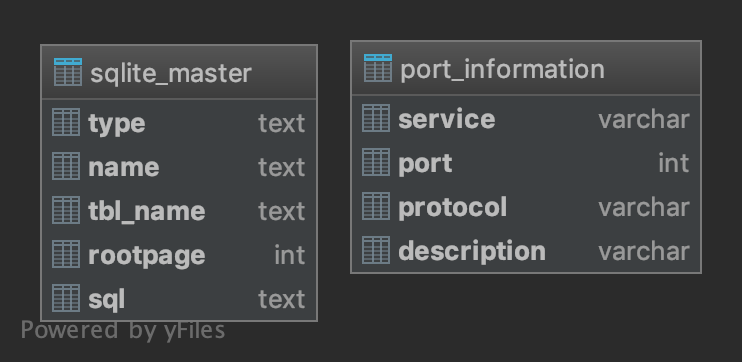 sqlite_master
type text
name text
tbl_name text
rootpage int
sql text
port_information
service varchar
port int
protocol varchar
description varchar
Powered by yFiles